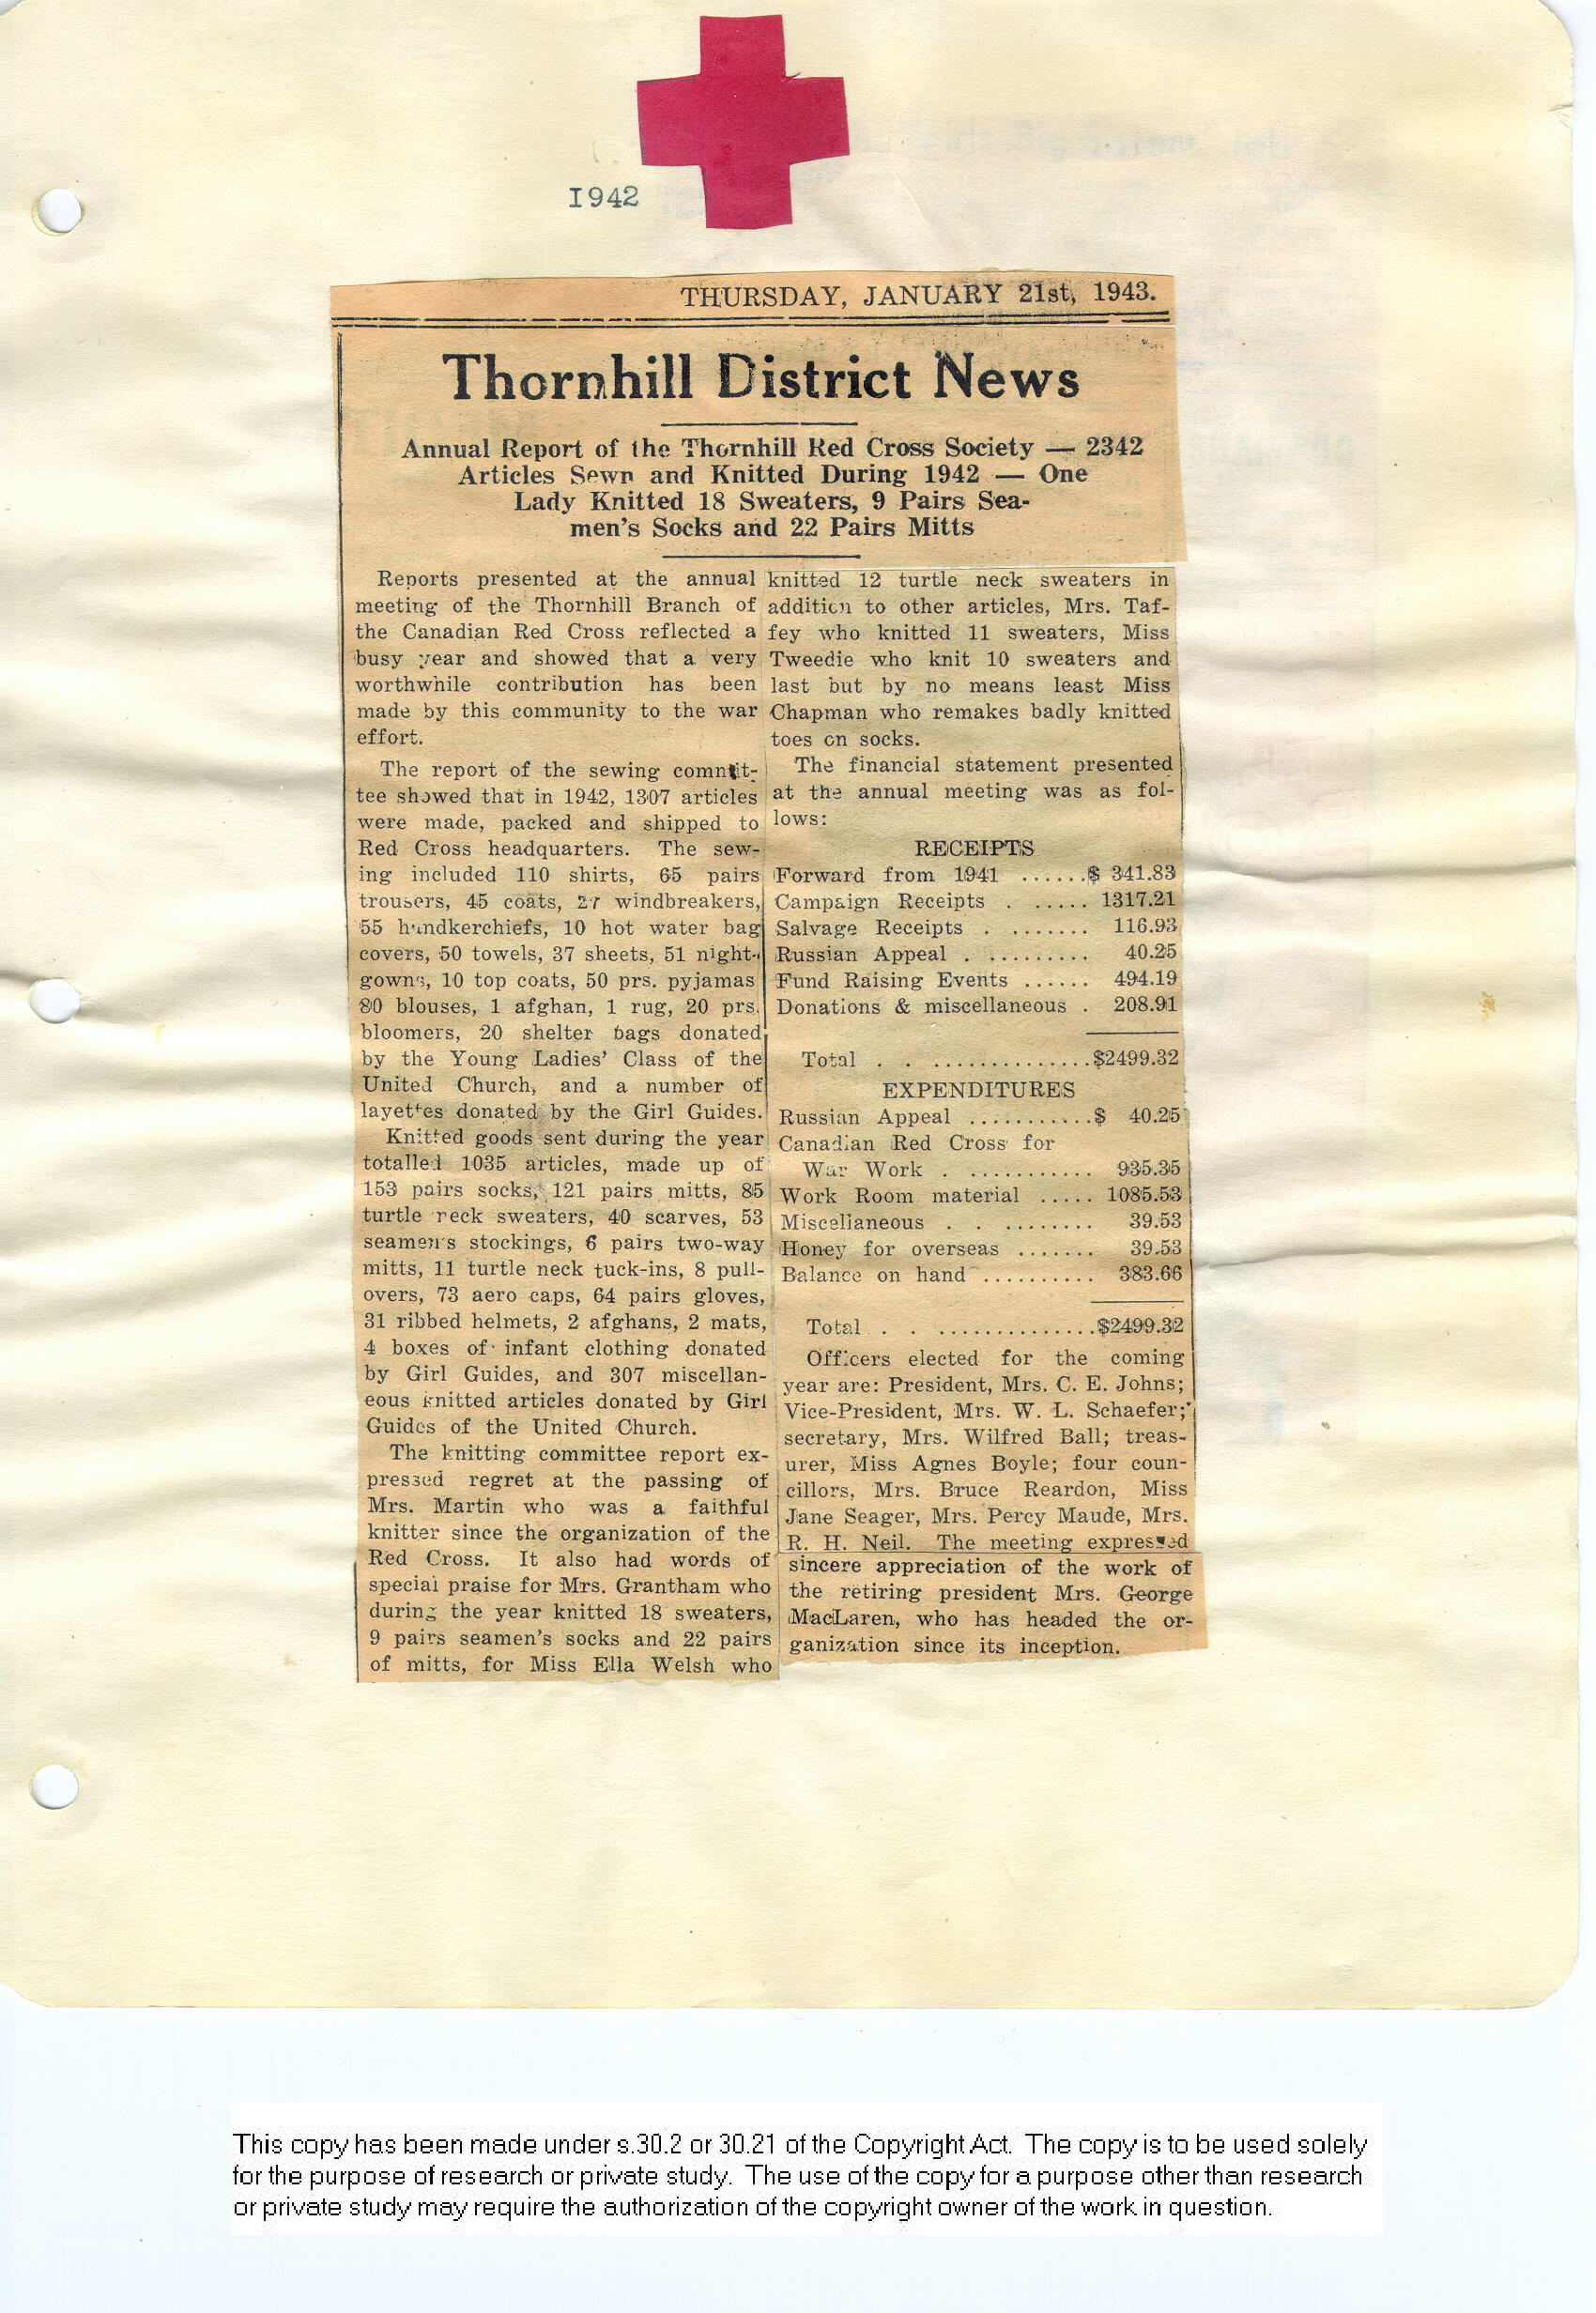 1942
THURSDAY, JANUARY 21st, 1943.
Thornhill District News
Annual Report of the Thornhill Red Cross Society — 2342
Articles Sewn and Knitted During 1942 — One
Lady Knitted 18 Sweaters, 9 Pairs Sea-
men's Socks and 22 Pairs Mitts
Reports presented at the annual
meeting of the Thornhill Branch of
the Canadian Red Cross reflected a
busy year and showed that a very
worthwhile contribution has been
made by this community to the war
effort.
The report of the sewing commit-
tee showed that in 1942, 1307 articles
were made, packed and shipped to
Red Cross headquarters. The sew-
ing included 110 shirts, 65 pairs
trousers, 45 coats, 27 windbreakers,
55 handkerchiefs, 10 hot water bag
covers, 50 towels, 37 sheets, 51 night-
gowns, 10 top coats, 50 prs. pyjamas
80 blouses, 1 afghan, 1 rug, 20 prs.
bloomers, 20 shelter bags donated
by the Young Ladies' Class of the
United Church, and a number of
layettes donated by the Girl Guides.
Knitted goods sent during the year
totalled 1035 articles, made up of
153 pairs socks, 121 pairs mitts, 85
turtle neck sweaters, 40 scarves, 53
seamen's stockings, 6 pairs two-way
mitts, 11 turtle neck tuck-ins, 8 pull-
overs, 73 aero caps, 64 pairs gloves,
31 ribbed helmets, 2 afghans, 2 mats,
4 boxes of infant clothing donated
by Girl Guides, and 307 miscellan-
eous knitted articles donated by Girl
Guides of the United Church.
The knitting committee report ex-
pressed regret at the passing of
Mrs. Martin who was a faithful
knitter since the organization of the
Red Cross. It also had words of
special praise for Mrs. Grantham who
during the year knitted 18 sweaters,
9 pairs seamen's socks and 22 pairs
of mitts, for Miss Ella Welsh who
knitted 12 turtle neck sweaters in
addition to other articles, Mrs. Taf-
fey who knitted 11 sweaters, Miss
Tweedie who knit 10 sweaters and
last but by no means least Miss
Chapman who remakes badly knitted
toes on socks.
The financial statement presented
at the annual meeting was as fol-
lows:
RECEIPTS
Forward from 1941 ......$ 341.83
Campaign Receipts . ..... 1317.21
Salvage Receipts . ....... 116.93
Russian Appeal . ......... 40.25
Fund Raising Events ...... 494.19
Donations & miscellaneous . 208.91
Total . . ..............$2499.32
EXPENDITURES
Russian Appeal ...........$ 40.25
Canadian Red Cross for
War Work . ........... 935.35
Work Room material ..... 1085.53
Miscellaneous . . ........ 39.53
Honey for overseas ....... 39.53
Balance on hand .......... 383.66
Total . . ..............$2499.32
Officers elected for the coming
year are: President, Mrs. C. E. Johns;
Vice-President, Mrs. W. L. Schaefer;
secretary, Mrs. Wilfred Ball; treas-
urer, Miss Agnes Boyle; four coun-
cillors, Mrs. Bruce Reardon, Miss
Jane Seager, Mrs. Percy Maude, Mrs.
R. H. Neil. The meeting expressed
sincere appreciation of the work of
the retiring president Mrs. George
MacLaren, who has headed the or-
ganization since its inception.
This copy has been made under s.30.2 or 30.21 of the Copyright Act. The copy is to be used solely
for the purpose of research or private study. The use of the copy for a purpose other than research
or private study may require the authorization of the copyright owner of the work in question.